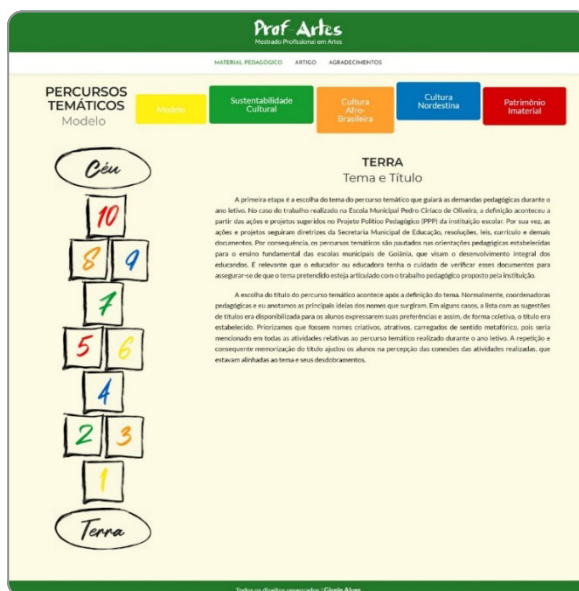 Prof-Artes
Mestrado Profissional em Artes
MATERIAL PEDAGÓGICO ARTIGO AGRADECIMENTOS
PERCURSOS
TEMÁTICOS
Modelo
Modelo
Sustentabilidade
Cultural
Cultura
Afro-
Brasileira
Cultura
Nordestina
Patrimônio
Imaterial
Céu
10
8 9
7
5 6
4
2 3
1
Terra
TERRA
Tema e Título
A primeira etapa é a escolha do tema do percurso temático que guiará as demandas pedagógicas durante o
ano letivo. No caso do trabalho realizado na Escola Municipal Pedro Ciríaco de Oliveira, a definição aconteceu a
partir das ações e projetos sugeridos no Projeto Político Pedagógico (PPP) da instituição escolar. Por sua vez, as
ações e projetos seguiram diretrizes da Secretaria Municipal de Educação, resoluções, leis, currículo e demais
documentos. Por consequência, os percursos temáticos são pautados nas orientações pedagógicas estabelecidas
para o ensino fundamental das escolas municipais de Goiânia, que visam o desenvolvimento integral dos
educandos. É relevante que o educador ou educadora tenha o cuidado de verificar esses documentos para
assegurar-se de que o tema pretendido esteja articulado com o trabalho pedagógico proposto pela instituição.
A escolha do título do percurso temático acontece após a definição do tema. Normalmente, coordenadoras
pedagógicas e eu anotamos as principais ideias dos nomes que surgiram. Em alguns casos, a lista com as sugestões
de títulos era disponibilizada para os alunos expressarem suas preferências e assim, de forma coletiva, o título era
estabelecido. Priorizamos que fossem nomes criativos, atrativos, carregados de sentido metafórico, pois seria
mencionado em todas as atividades relativas ao percurso temático realizado durante o ano letivo. A repetição e
consequente memorização do título ajudou os alunos na percepção das conexões das atividades realizadas, que
estavam alinhadas ao tema e seus desdobramentos.
Todos os direitos reservados | Gisele Alves